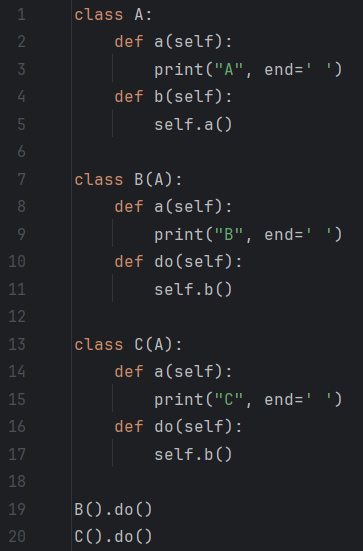 1 class A:
2     def a(self):
3         print("A", end=' ')
4     def b(self):
5         self.a()
6
7 class B(A):
8     def a(self):
9         print("B", end=' ')
10     def do(self):
11         self.b()
12
13 class C(A):
14     def a(self):
15         print("C", end=' ')
16     def do(self):
17         self.b()
18
19 B().do()
20 C().do()